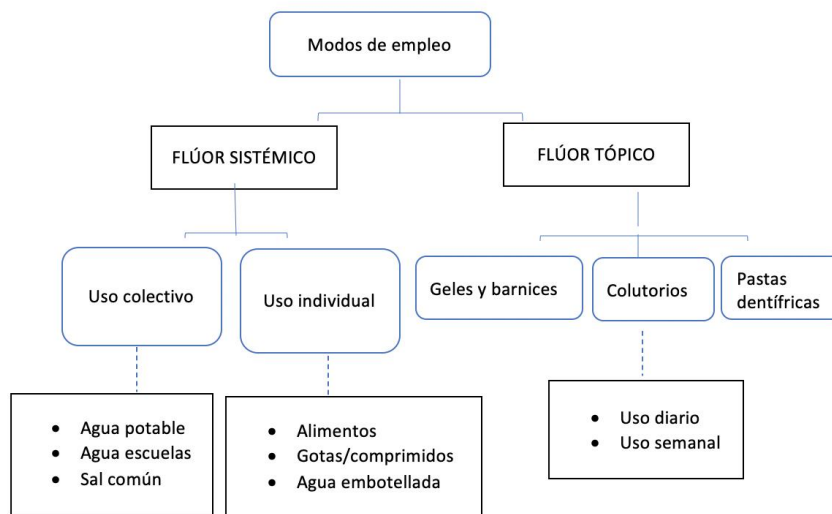 Modos de empleo
FLÚOR SISTÉMICO
FLÚOR TÓPICO
Uso colectivo
Uso individual
Geles y barnices
Colutorios
Pastas
dentífricas
• Agua potable
• Agua escuelas
• Sal común
• Alimentos
• Gotas/comprimidos
• Agua embotellada
• Uso diario
• Uso semanal